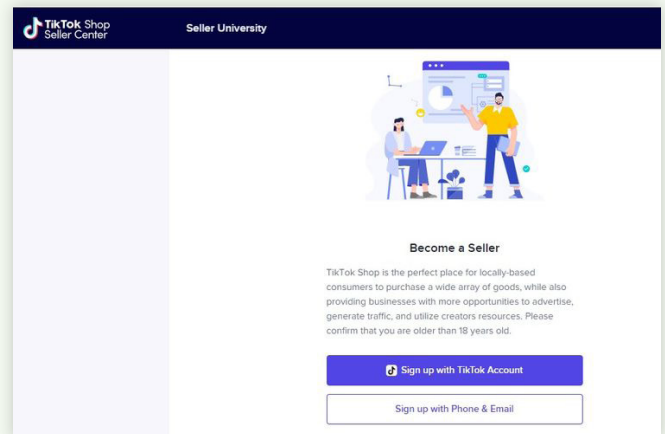 TikTok Shop
Seller Center
Seller University
Become a Seller
TikTok Shop is the perfect place for locally-based
consumers to purchase a wide array of goods, while also
providing businesses with more opportunities to advertise,
generate traffic, and utilize creators resources. Please
confirm that you are older than 18 years old.
Sign up with TikTok Account
Sign up with Phone & Email